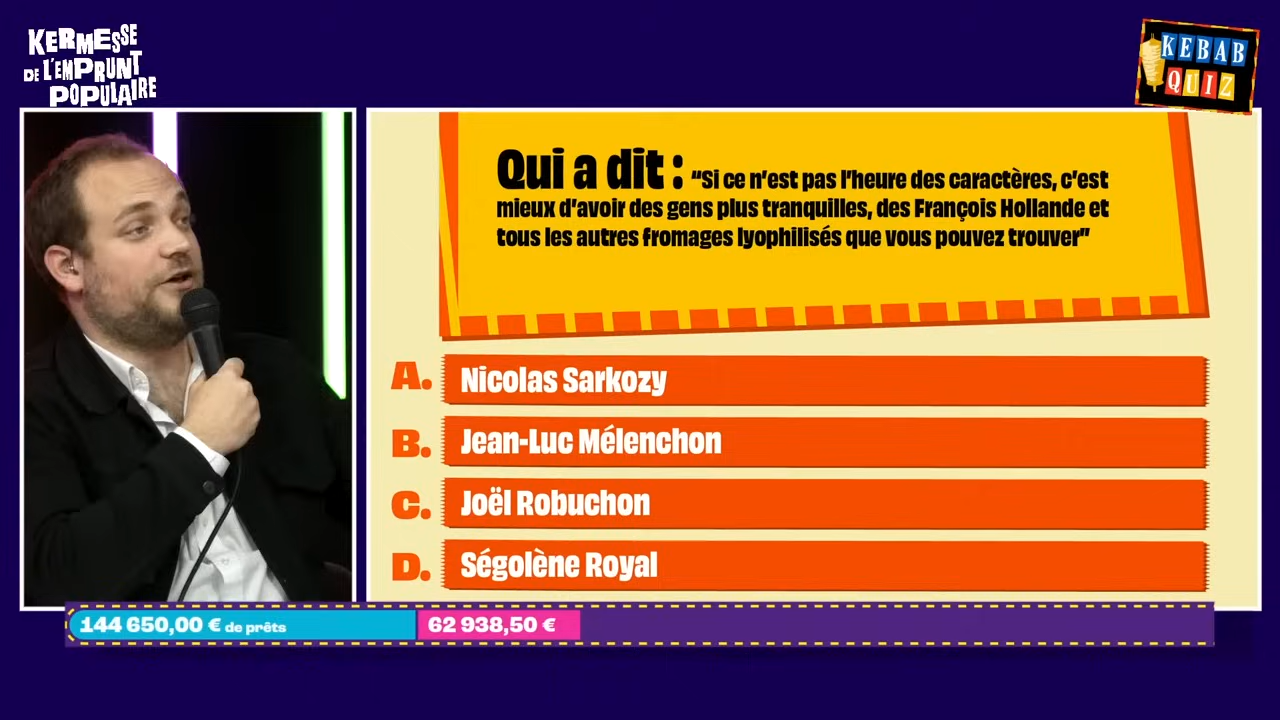 KERMESSE
DE L'EMPRUNT
POPULAIRE
KEBAB
QUIZ
Qui a dit : “Si ce n’est pas l’heure des caractères, c’est
mieux d’avoir des gens plus tranquilles, des François Hollande et
tous les autres fromages lyophilisés que vous pouvez trouver”
A. Nicolas Sarkozy
B. Jean-Luc Mélenchon
C. Joël Robuchon
D. Ségolène Royal
144 650,00 € de prêts 62 938,50 €